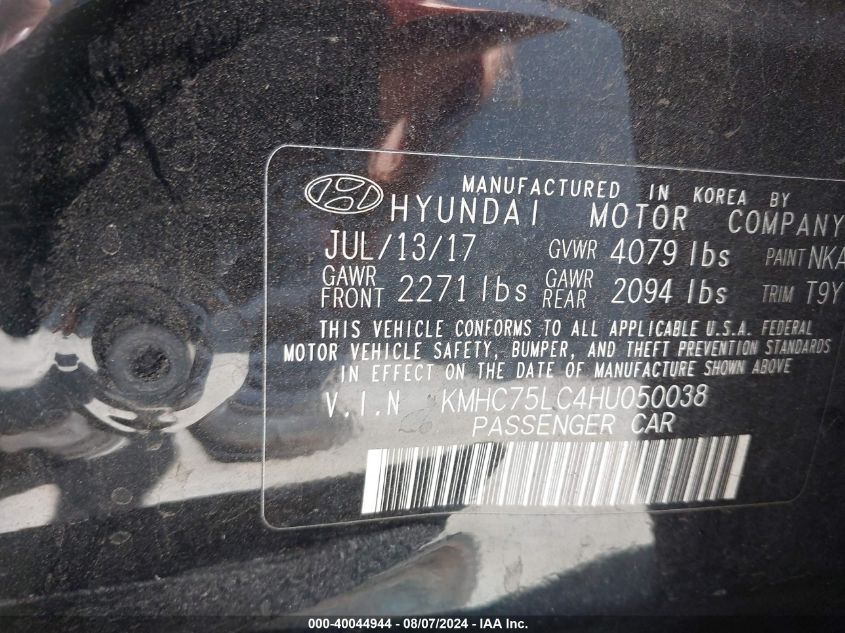 MANUFACTURED IN KOREA BY
HYUNDAI MOTOR COMPANY
JUL/13/17 GVWR 4079 lbs PAINT NKA
GAWR FRONT 2271 lbs GAWR REAR 2094 lbs TRIM T9Y
THIS VEHICLE CONFORMS TO ALL APPLICABLE U.S.A. FEDERAL
MOTOR VEHICLE SAFETY, BUMPER, AND THEFT PREVENTION STANDARDS
IN EFFECT ON THE DATE OF MANUFACTURE SHOWN ABOVE
V.I.N KMHC75LC4HU050038
PASSENGER CAR
000-40044944 - 08/07/2024 - IAA Inc.